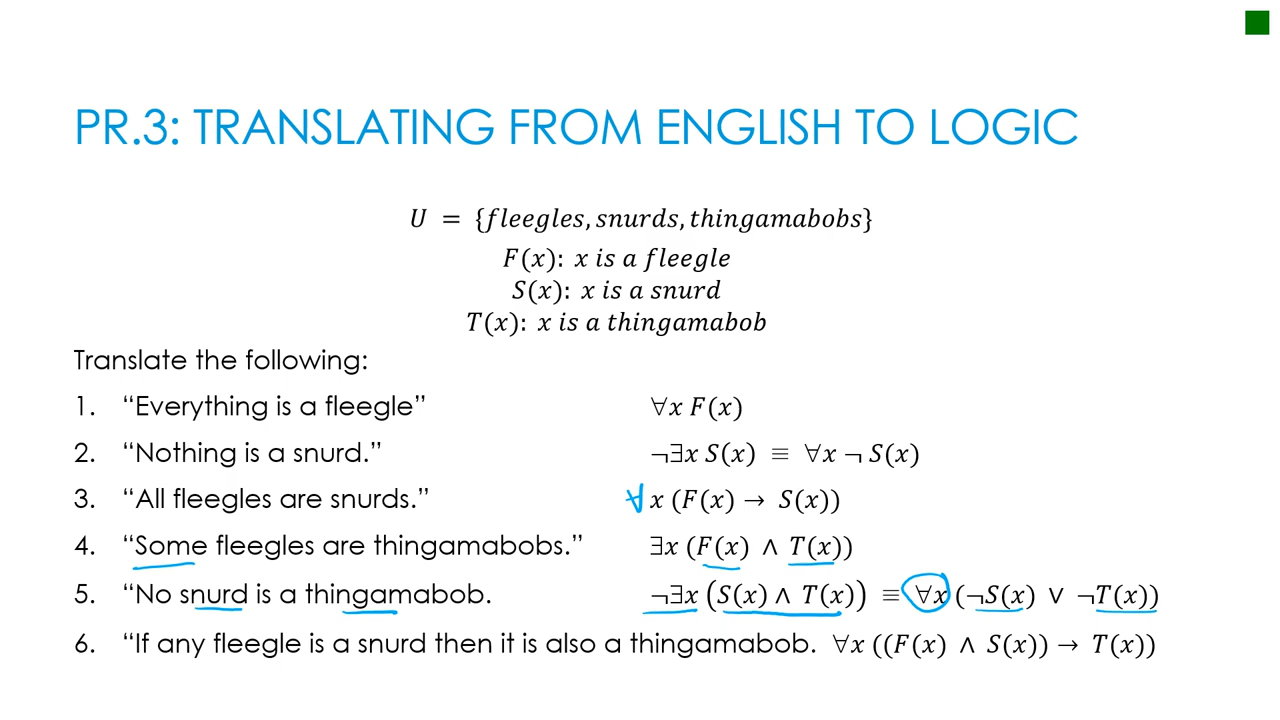 PR.3: TRANSLATING FROM ENGLISH TO LOGIC
U = {fleegles, snurds, thingamabobs}
F(x): x is a fleegle
S(x): x is a snurd
T(x): x is a thingamabob
Translate the following:
1. “Everything is a fleegle” ∀x F(x)
2. “Nothing is a snurd.” ¬∃x S(x) ≡ ∀x ¬ S(x)
3. “All fleegles are snurds.” ∀ x (F(x) → S(x))
4. “Some fleegles are thingamabobs.” ∃x (F(x) ∧ T(x))
5. “No snurd is a thingamabob. ¬∃x (S(x) ∧ T(x)) ≡ ∀x (¬S(x) ∨ ¬T(x))
6. “If any fleegle is a snurd then it is also a thingamabob. ∀x ((F(x) ∧ S(x)) → T(x))